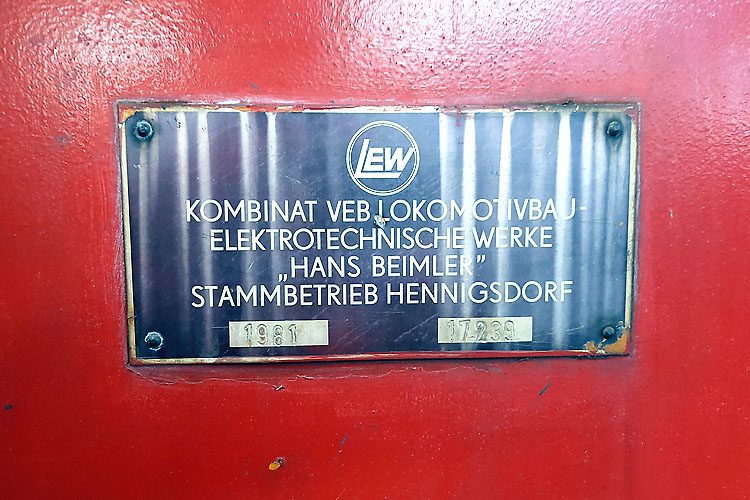 LEW
KOMBINAT VEB LOKOMOTIVBAU-
ELEKTROTECHNISCHE WERKE
„HANS BEIMLER”
STAMMBETRIEB HENNIGSDORF
1981 17239